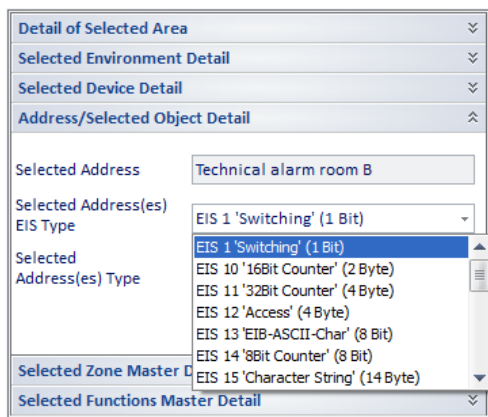 Detail of Selected Area
Selected Environment Detail
Selected Device Detail
Address/Selected Object Detail
Selected Address Technical alarm room B
Selected Address(es)
EIS Type EIS 1 'Switching' (1 Bit)
EIS 1 'Switching' (1 Bit)
Selected
EIS 10 '16Bit Counter' (2 Byte)
Address(es) Type
EIS 11 '32Bit Counter' (4 Byte)
EIS 12 'Access' (4 Byte)
EIS 13 'EIB-ASCII-Char' (8 Bit)
EIS 14 '8Bit Counter' (8 Bit)
Selected Zone Master D
EIS 15 'Character String' (14 Byte)
Selected Functions Master Detail